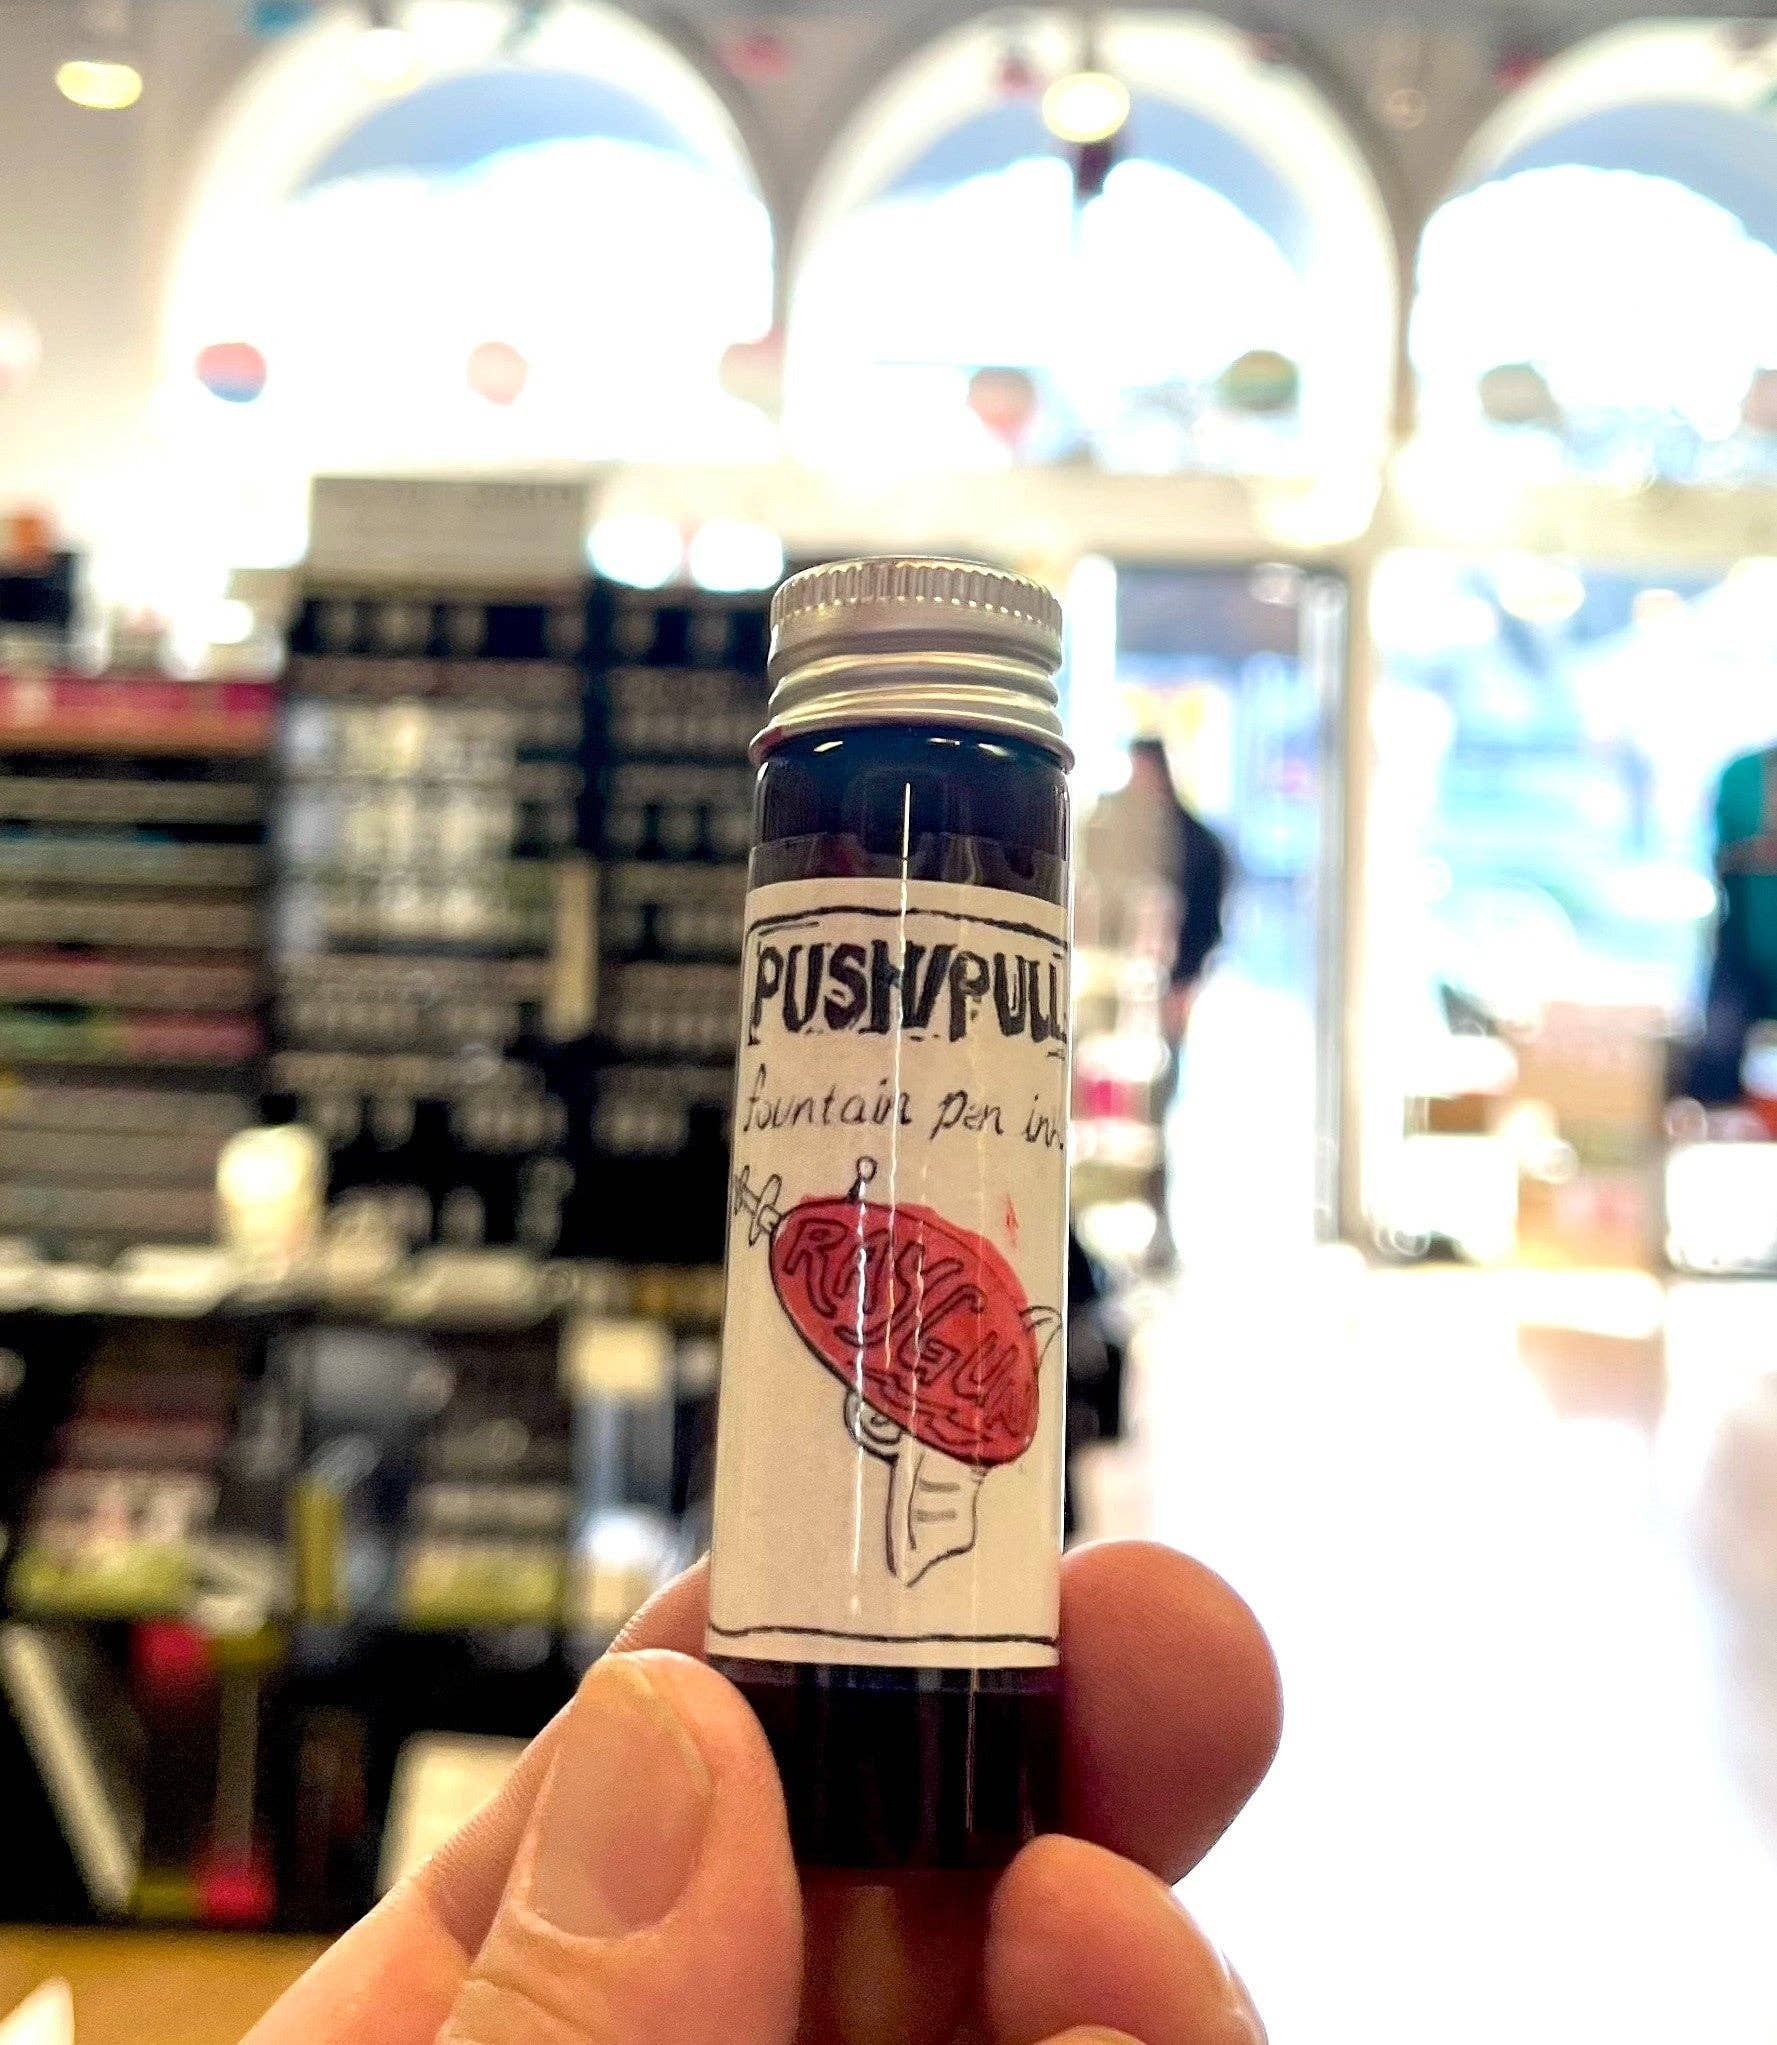 PUSH/PULL
fountain pen ink
RAYGUN